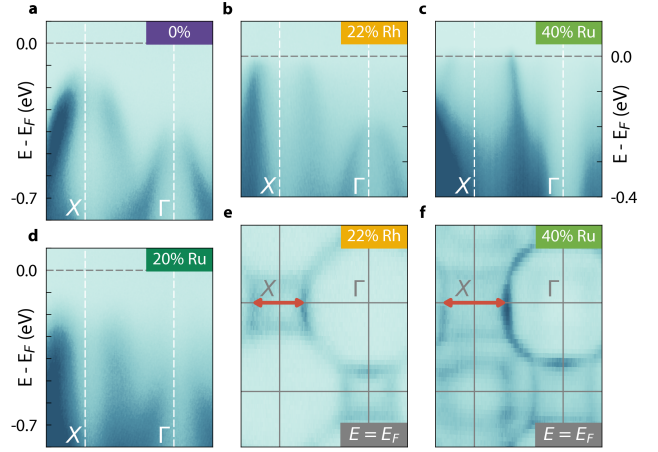 a
0%
0.0
E - E_F (eV)
-0.7
X
Γ
b
22% Rh
X
Γ
c
40% Ru
0.0
E - E_F (eV)
-0.4
X
Γ
d
20% Ru
0.0
E - E_F (eV)
-0.7
X
Γ
e
22% Rh
X
Γ
E = E_F
f
40% Ru
X
Γ
E = E_F